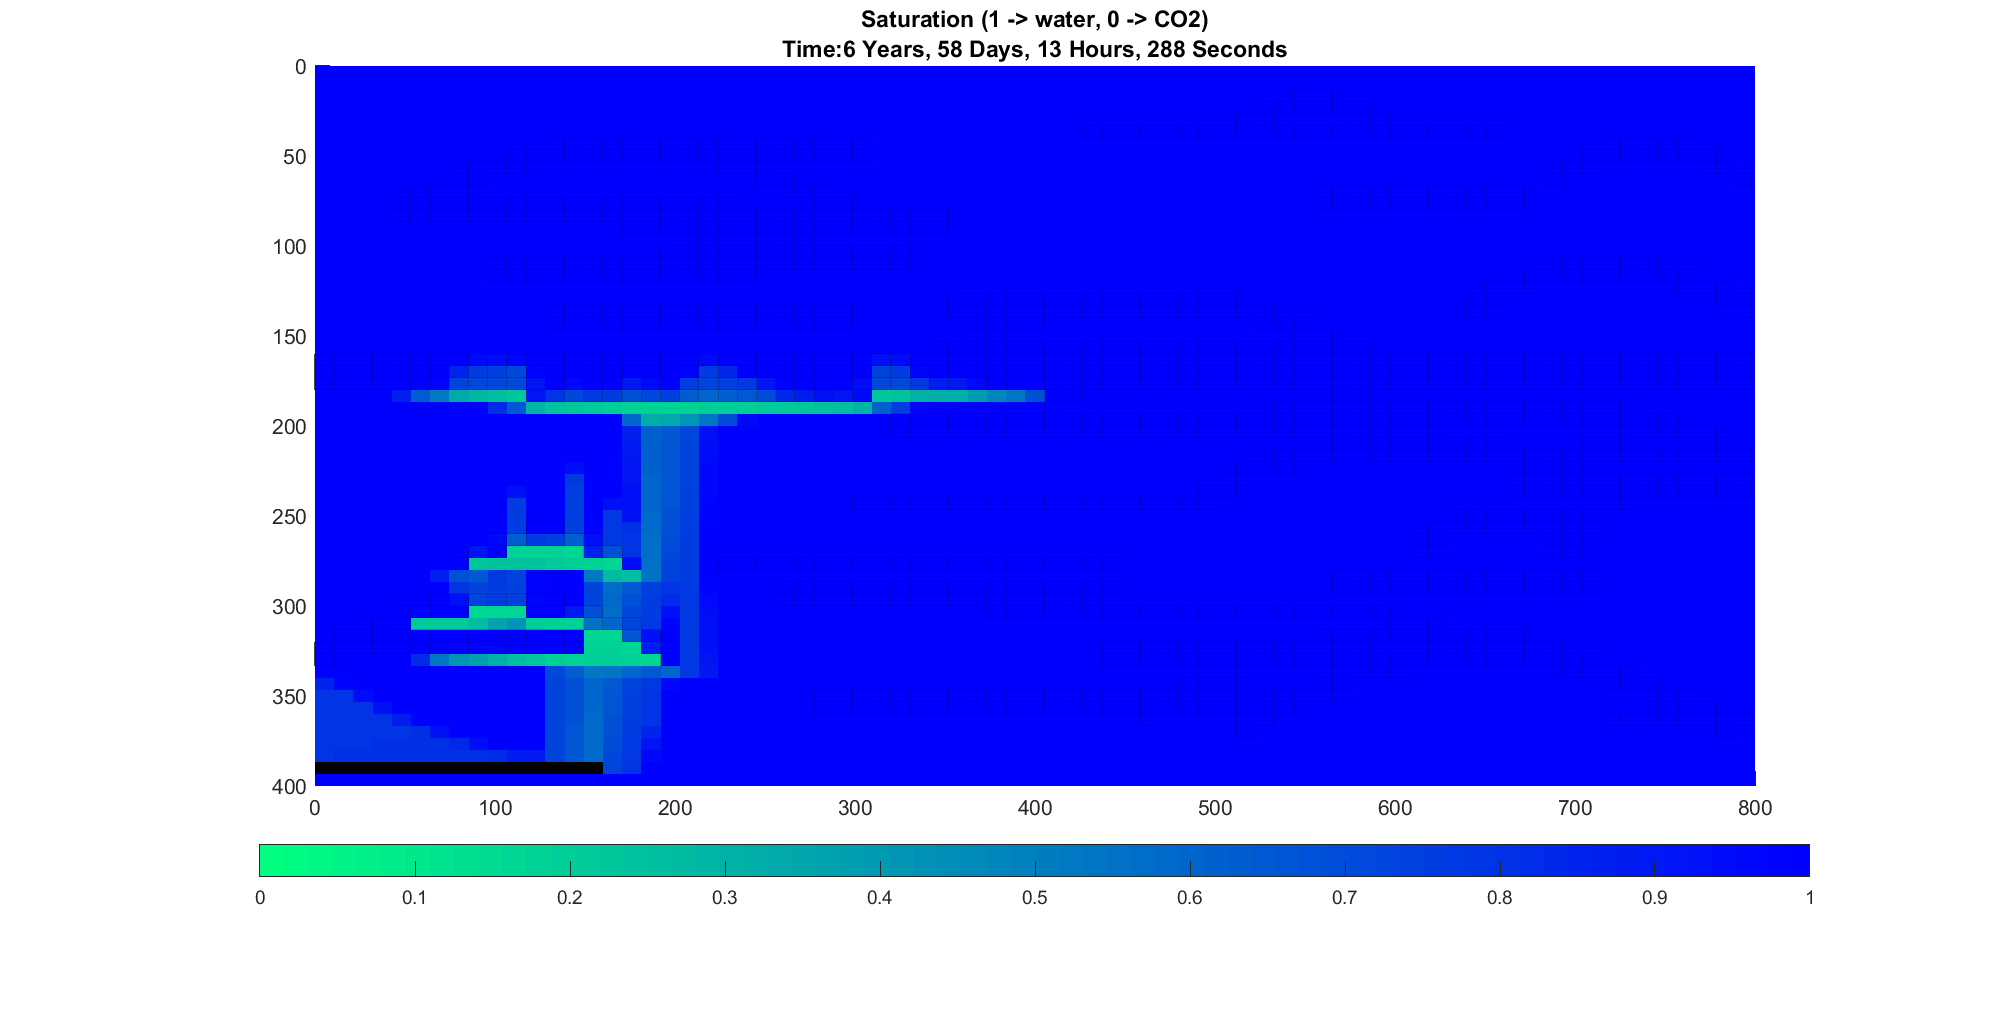 Saturation (1 -> water, 0 -> CO2)
Time:6 Years, 58 Days, 13 Hours, 288 Seconds
0
50
100
150
200
250
300
350
400
0 100 200 300 400 500 600 700 800
0 0.1 0.2 0.3 0.4 0.5 0.6 0.7 0.8 0.9 1